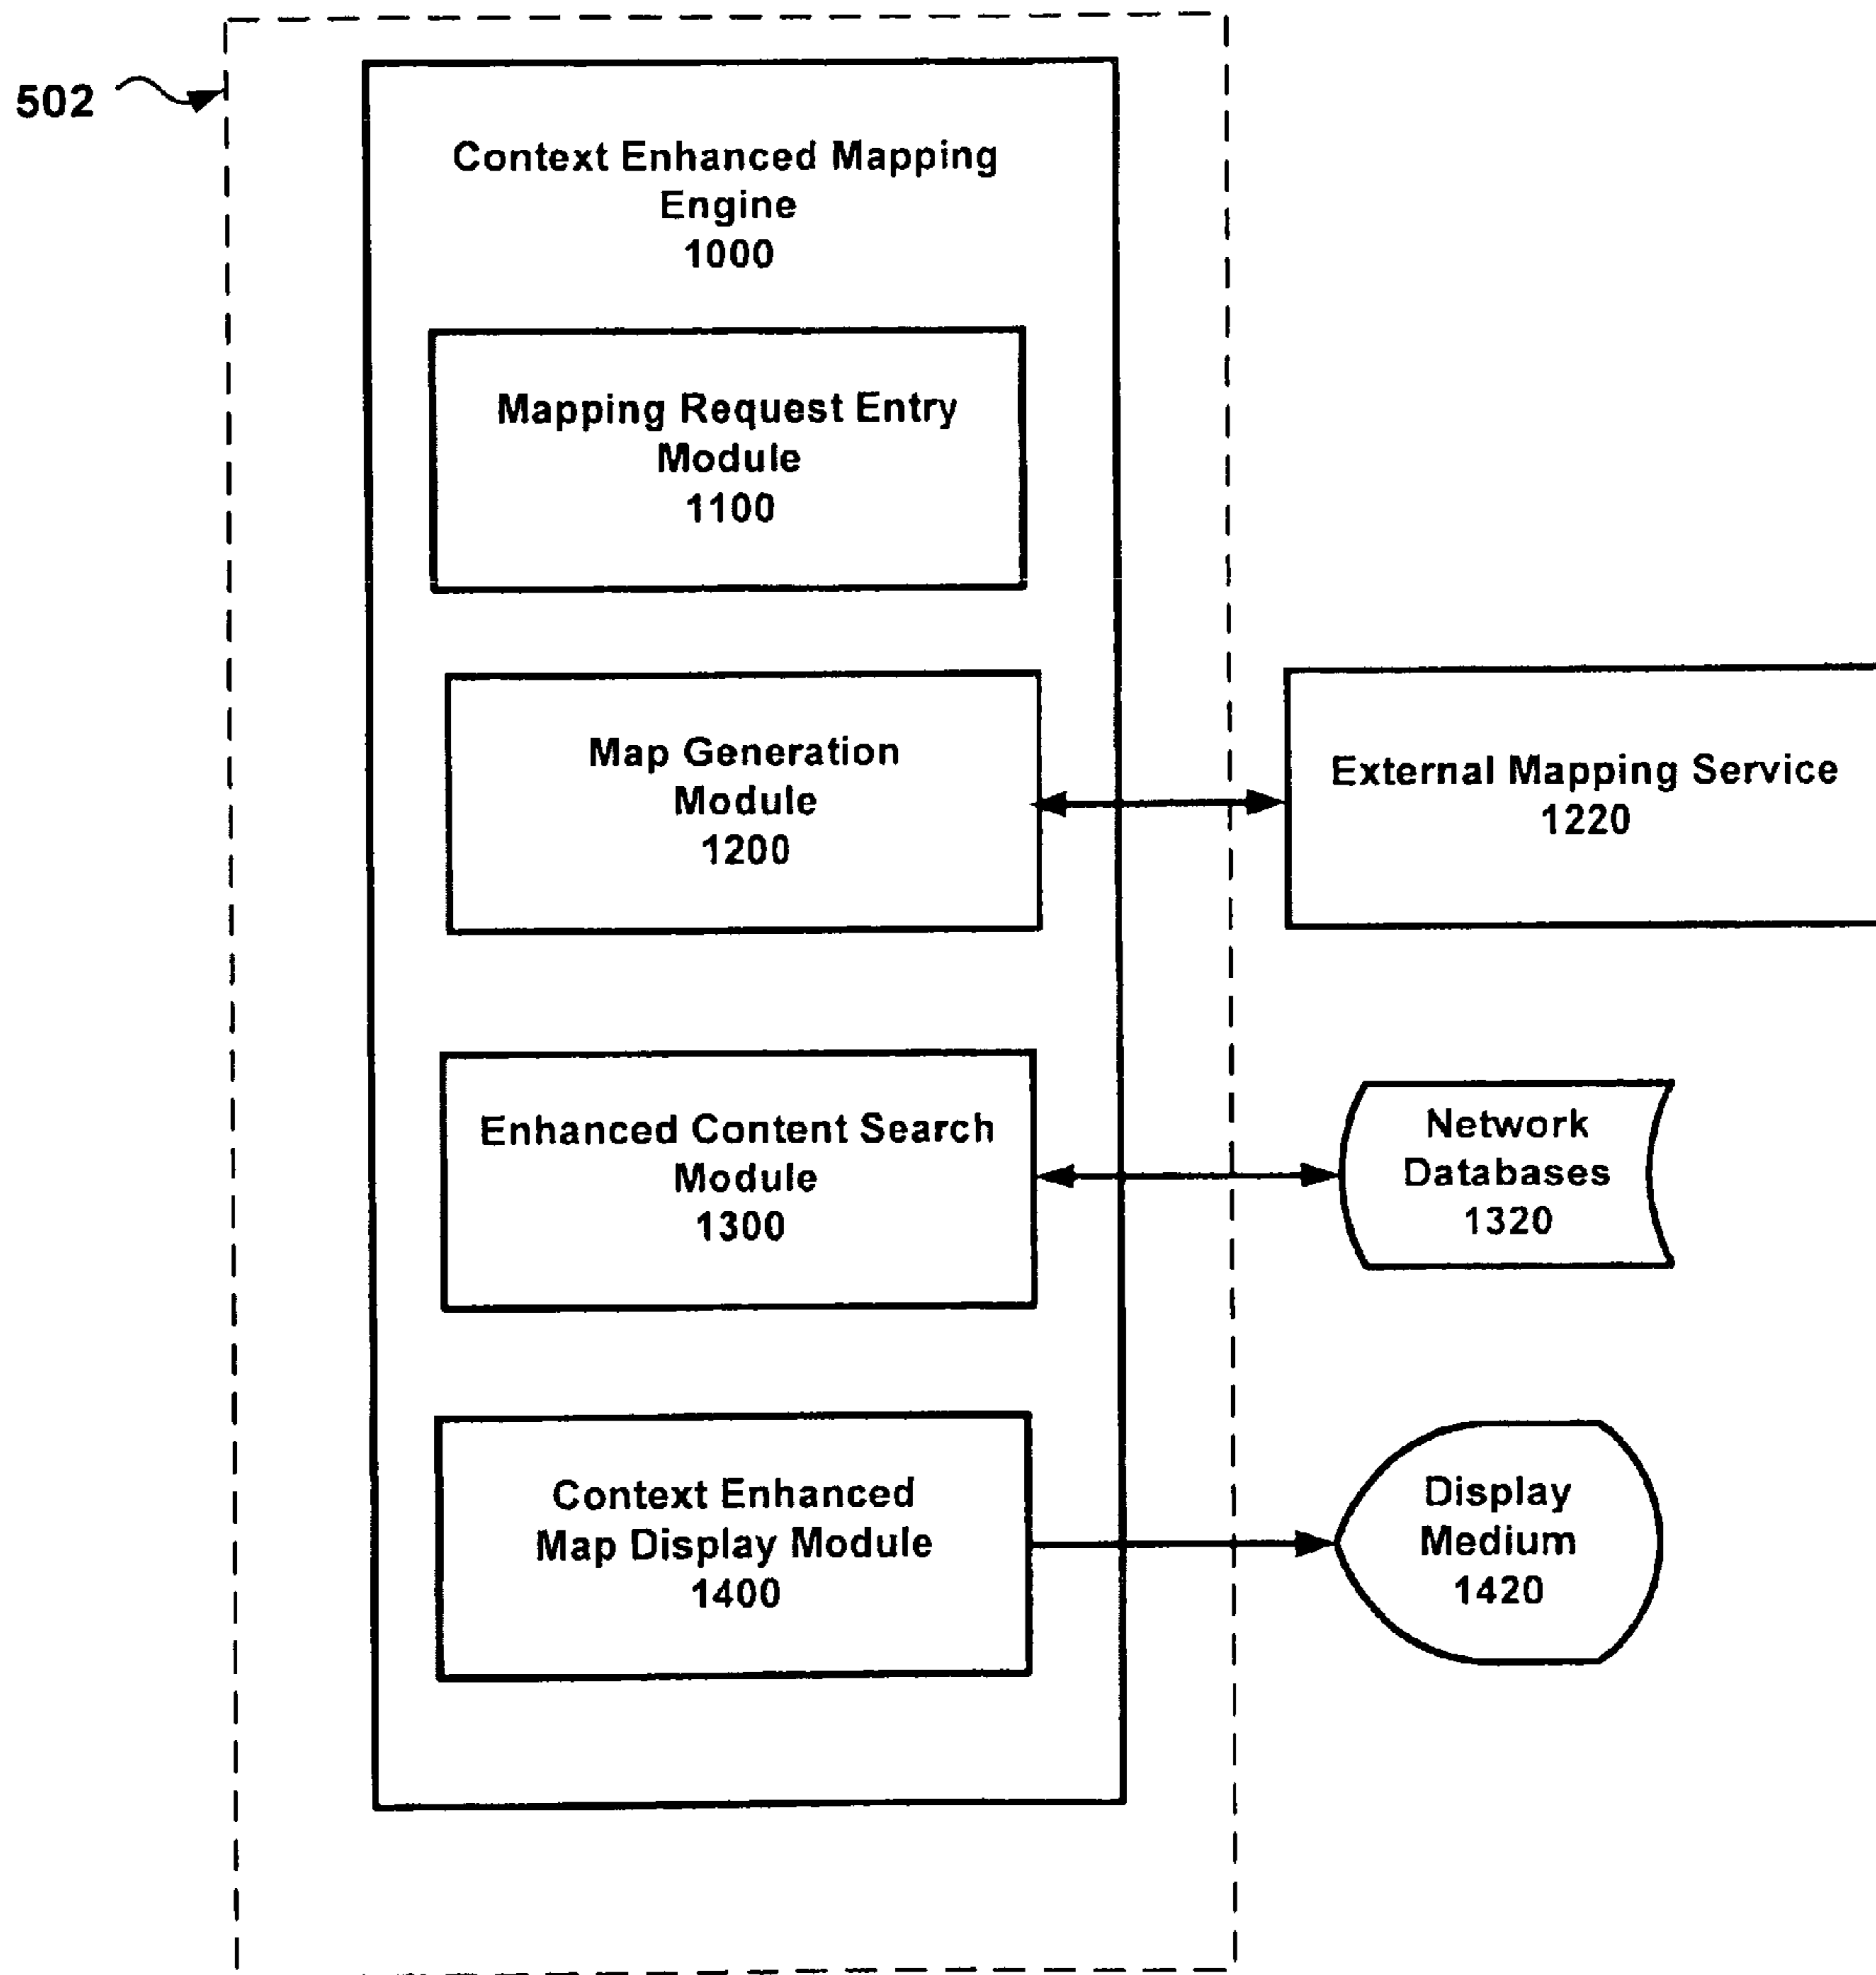 502
Context Enhanced Mapping
Engine
1000
Mapping Request Entry
Module
1100
Map Generation
Module
1200
External Mapping Service
1220
Enhanced Content Search
Module
1300
Network
Databases
1320
Context Enhanced
Map Display Module
1400
Display
Medium
1420